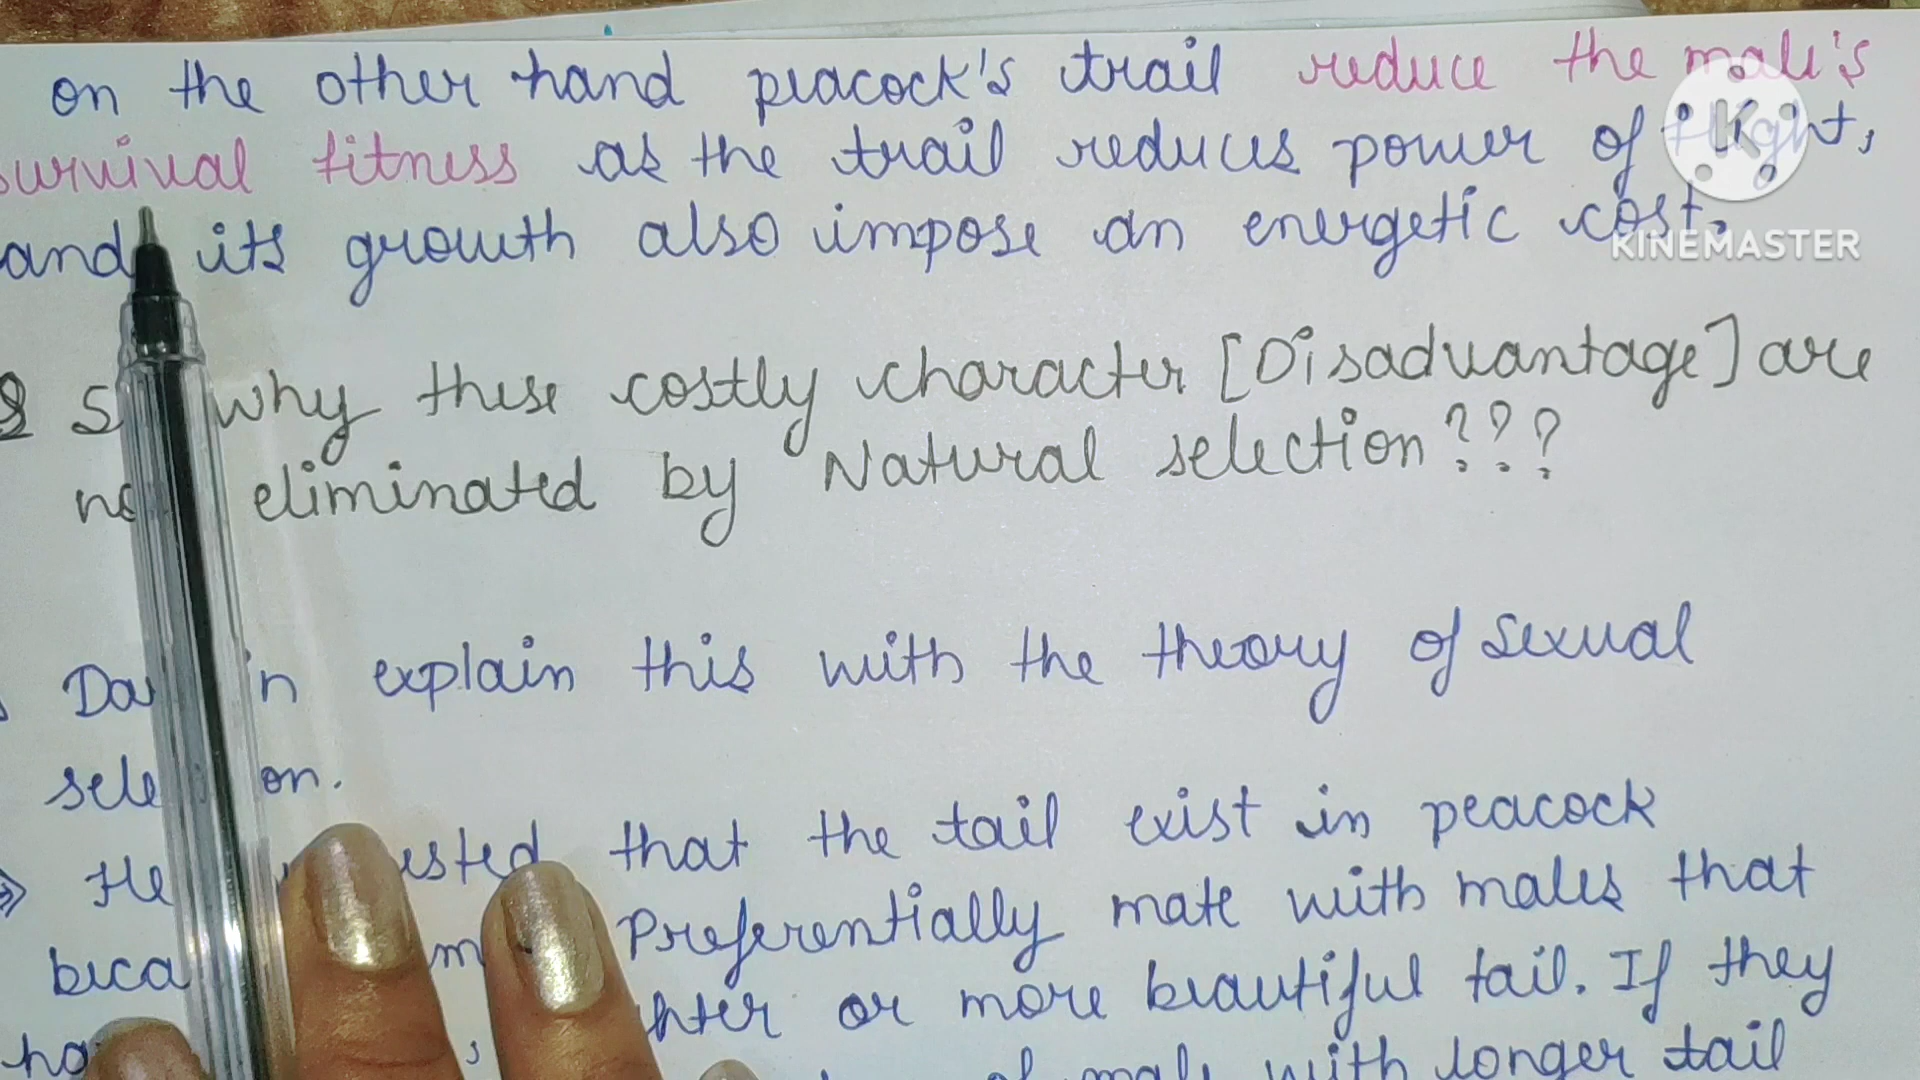 on the other hand peacock's trail reduce the male's
survival fitness as the trail reduces power of flight,
and its growth also impose an energetic cost.
KINEMASTER
Q why these costly character [Disadvantage] are
eliminated by Natural selection???
explain this with the theory of sexual
that the tail exist in peacock
He
Preferentially mate with males that
or more beautiful tail. If they
of male with longer tail